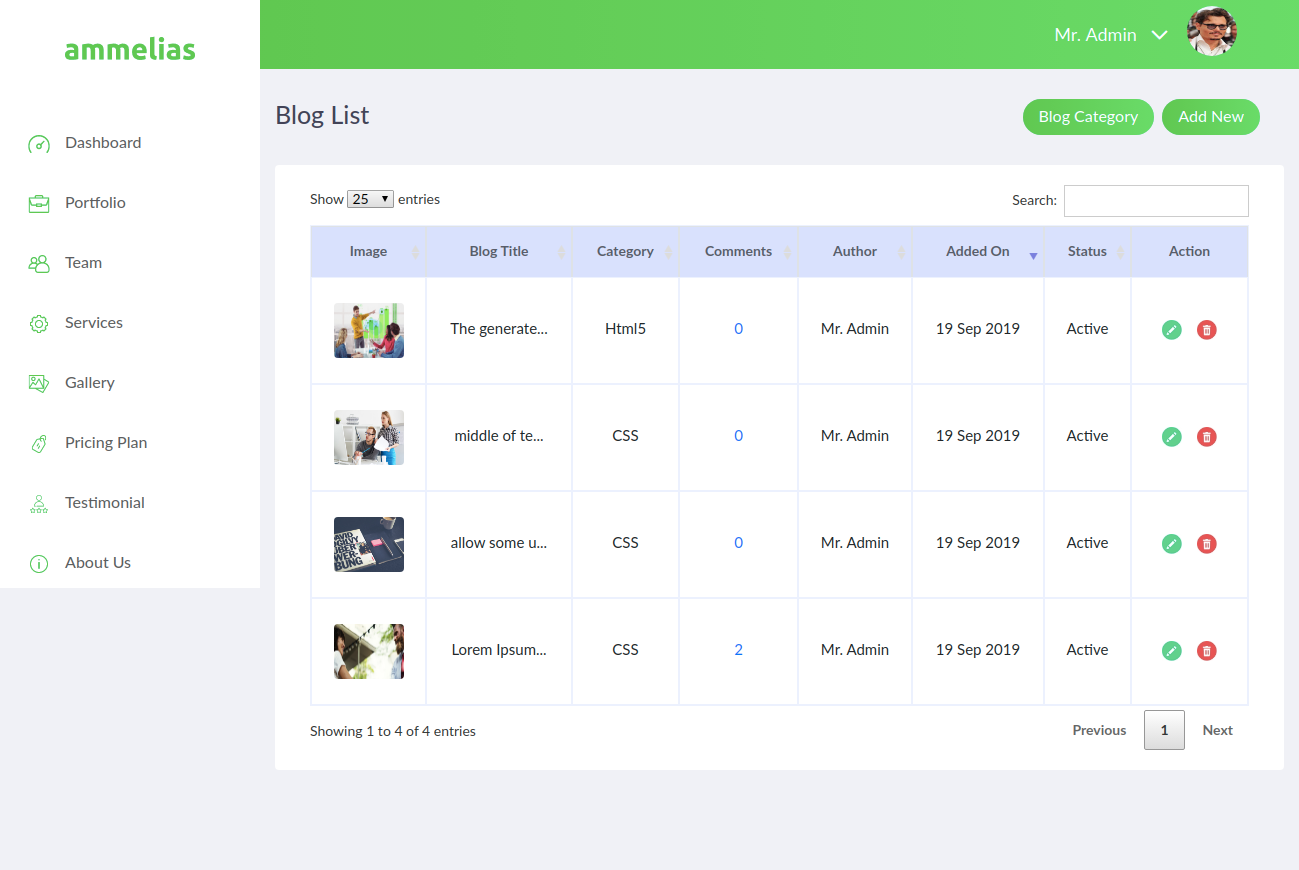 ammelias
Mr. Admin
Dashboard
Portfolio
Team
Services
Gallery
Pricing Plan
Testimonial
About Us
Blog List
Blog Category
Add New
Show 25 entries
Search:
Image Blog Title Category Comments Author Added On Status Action
The generate... Html5 0 Mr. Admin 19 Sep 2019 Active
middle of te... CSS 0 Mr. Admin 19 Sep 2019 Active
allow some u... CSS 0 Mr. Admin 19 Sep 2019 Active
Lorem Ipsum... CSS 2 Mr. Admin 19 Sep 2019 Active
Showing 1 to 4 of 4 entries
Previous 1 Next